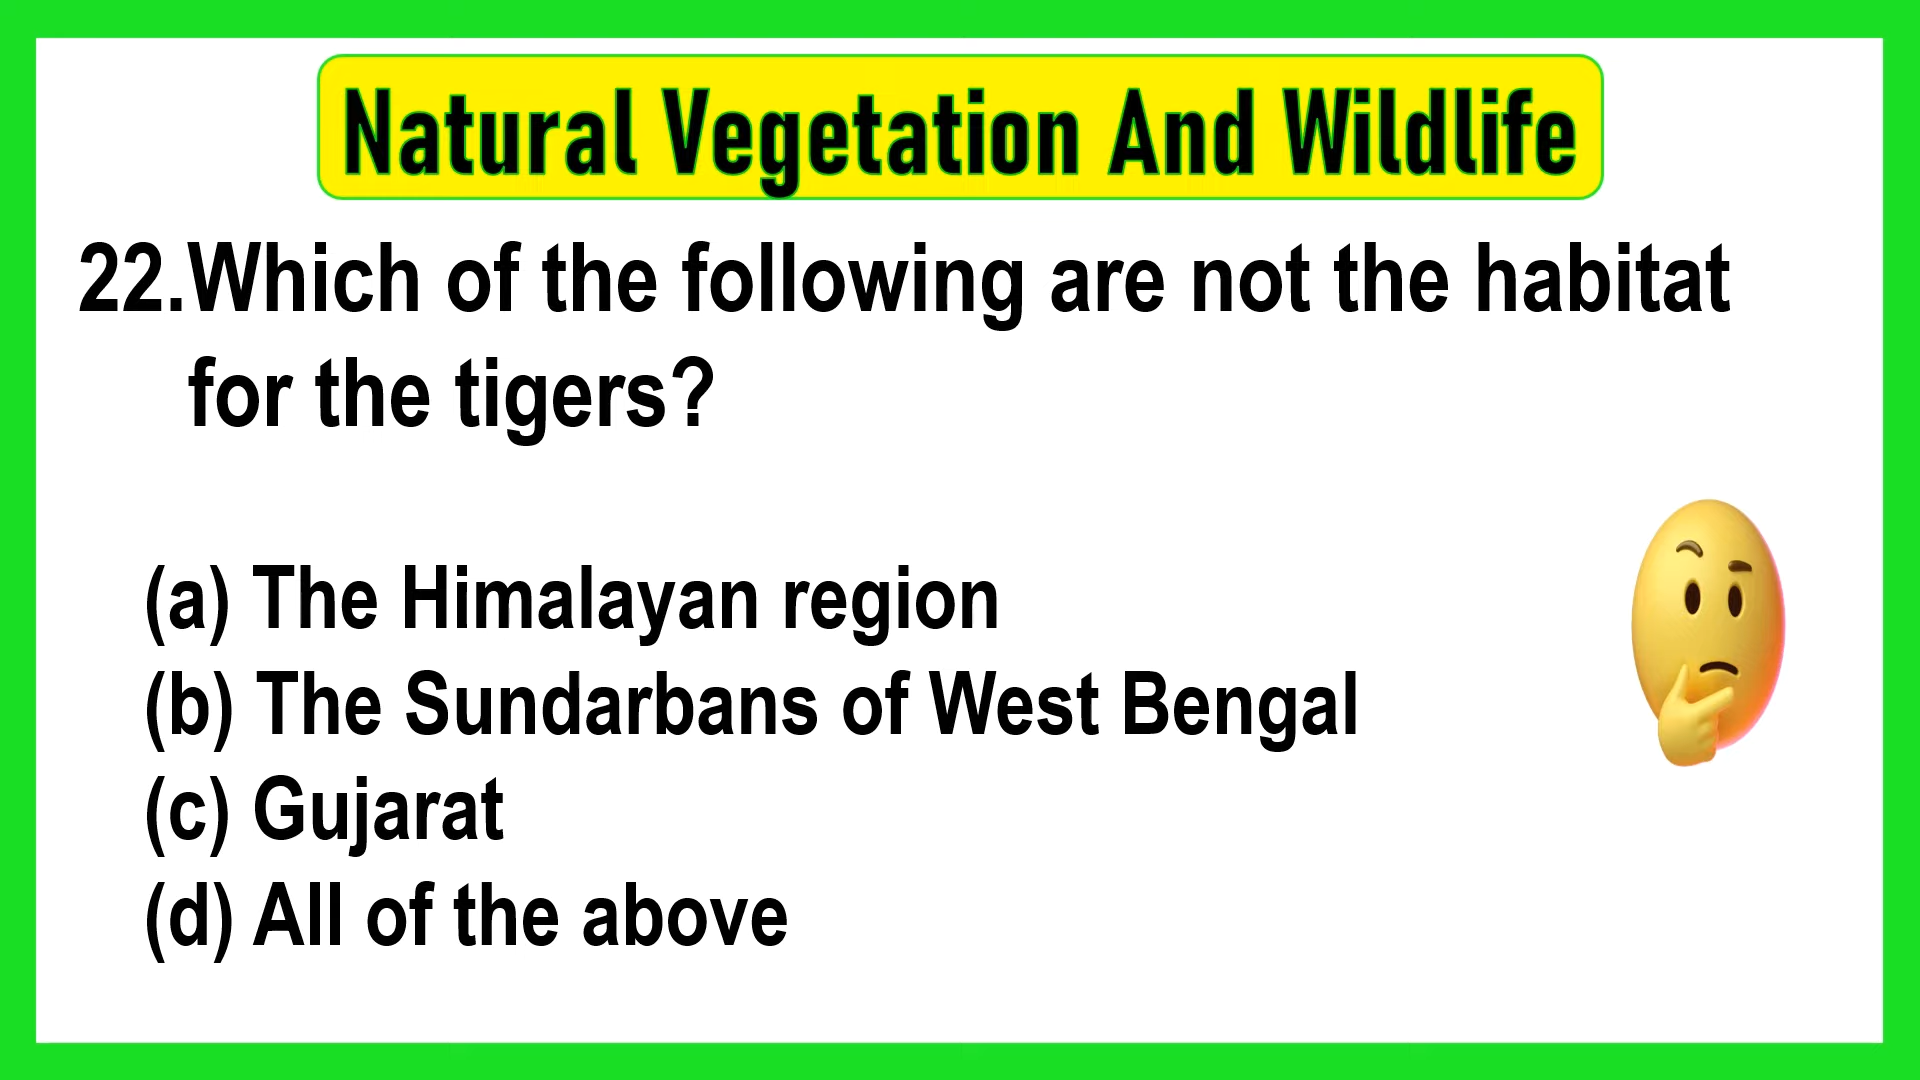 Natural Vegetation And Wildlife
22.Which of the following are not the habitat
for the tigers?
(a) The Himalayan region
(b) The Sundarbans of West Bengal
(c) Gujarat
(d) All of the above